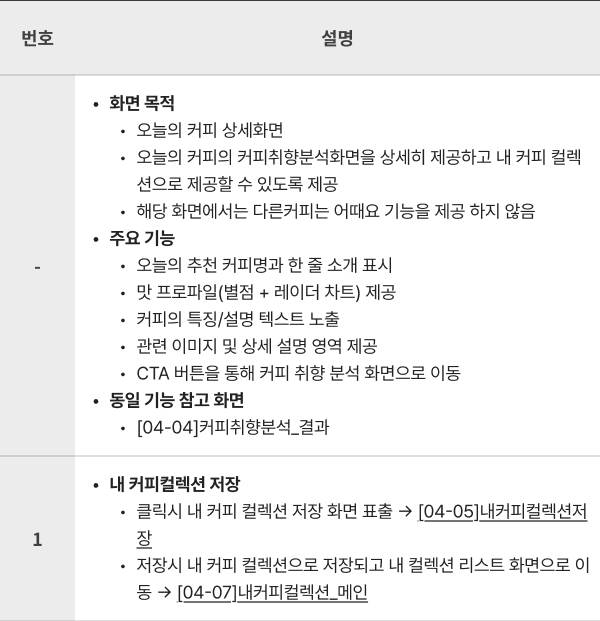 번호 설명
• 화면 목적
• 오늘의 커피 상세화면
• 오늘의 커피의 커피취향분석화면을 상세히 제공하고 내 커피 컬렉
션으로 제공할 수 있도록 제공
• 해당 화면에서는 다른커피는 어때요 기능을 제공 하지 않음
• 주요 기능
-
• 오늘의 추천 커피명과 한 줄 소개 표시
• 맛 프로파일(별점 + 레이더 차트) 제공
• 커피의 특징/설명 텍스트 노출
• 관련 이미지 및 상세 설명 영역 제공
• CTA 버튼을 통해 커피 취향 분석 화면으로 이동
• 동일 기능 참고 화면
• [04-04]커피취향분석_결과
• 내 커피컬렉션 저장
• 클릭시 내 커피 컬렉션 저장 화면 표출 → [04-05]내커피컬렉션저
장
1
• 저장시 내 커피 컬렉션으로 저장되고 내 컬렉션 리스트 화면으로 이
동 → [04-07]내커피컬렉션_메인